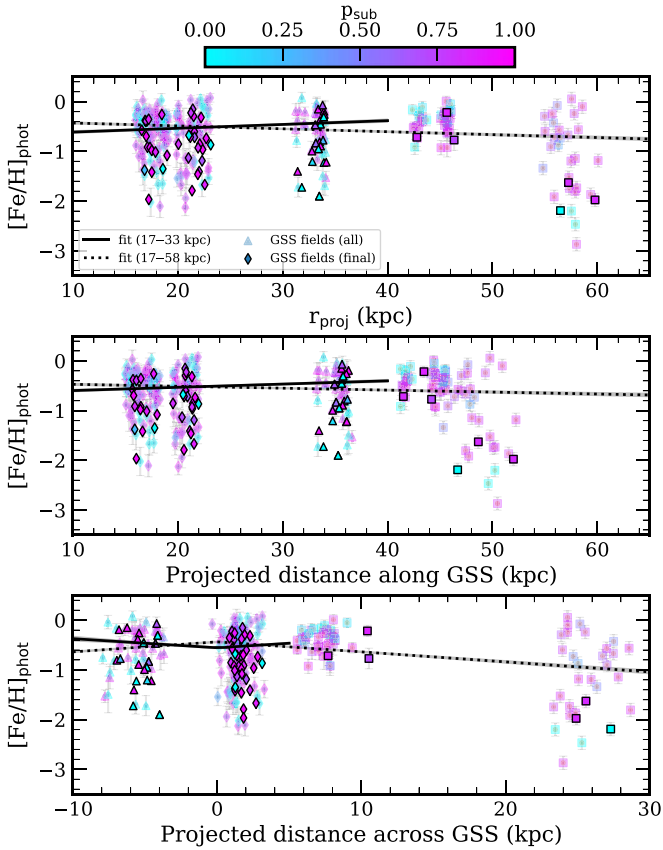 p_sub
0.00 0.25 0.50 0.75 1.00
0
−1
−2
−3
[Fe/H]_phot
fit (17−33 kpc) GSS fields (all)
fit (17−58 kpc) GSS fields (final)
10 20 30 40 50 60
r_proj (kpc)
0
−1
−2
−3
[Fe/H]_phot
10 20 30 40 50 60
Projected distance along GSS (kpc)
0
−1
−2
−3
[Fe/H]_phot
−10 0 10 20 30
Projected distance across GSS (kpc)